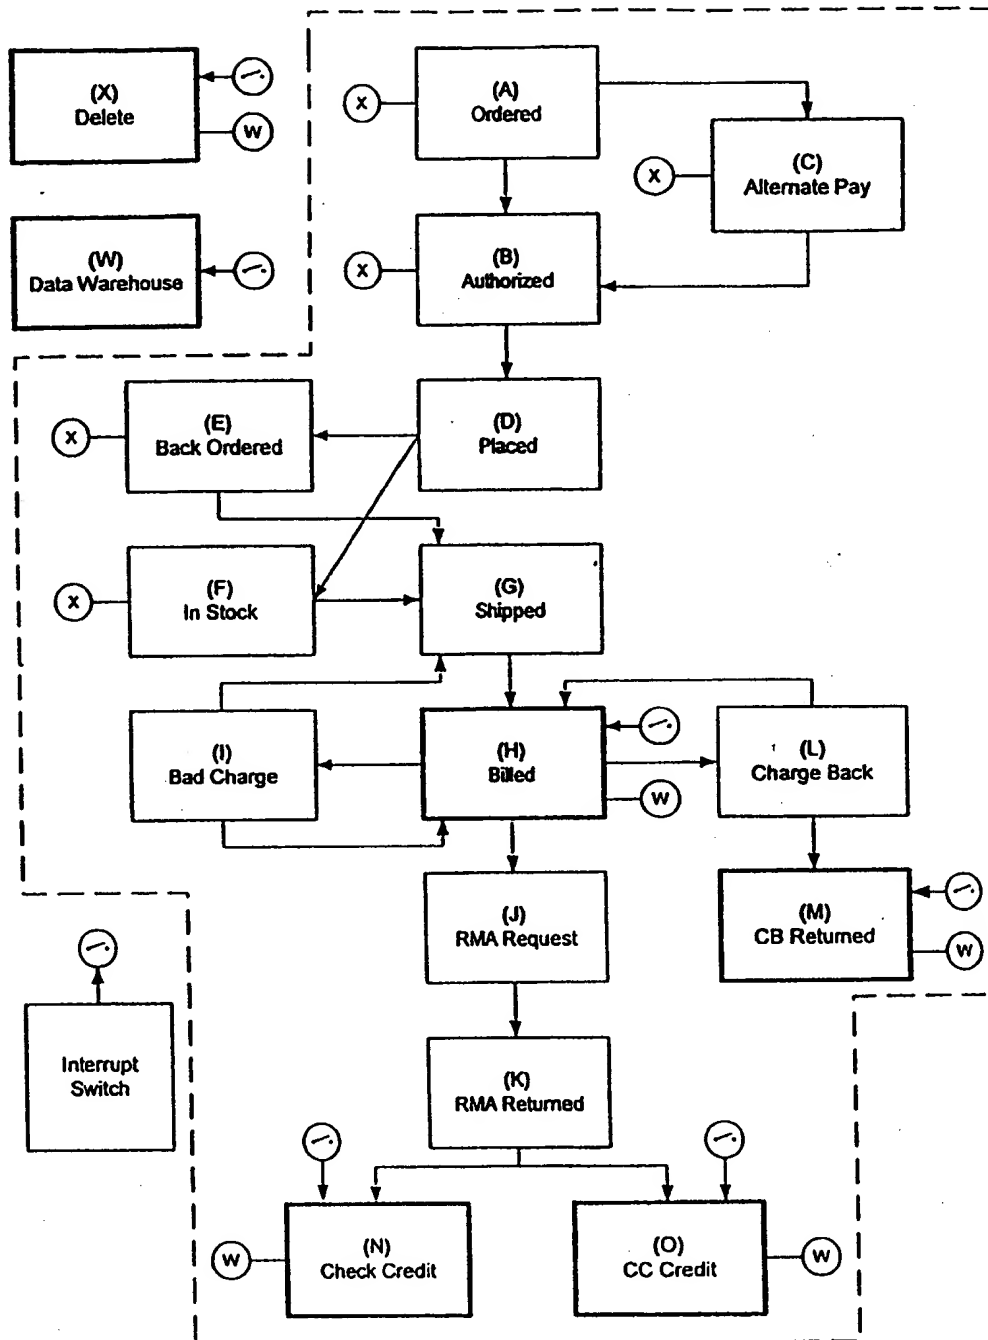 (X)
Delete
W
X
(A)
Ordered
X
(C)
Alternate Pay
(W)
Data Warehouse
X
(B)
Authorized
X
(E)
Back Ordered
(D)
Placed
X
(F)
In Stock
(G)
Shipped
(I)
Bad Charge
(H)
Billed
W
(L)
Charge Back
(J)
RMA Request
(M)
CB Returned
W
Interrupt
Switch
(K)
RMA Returned
W
(N)
Check Credit
(O)
CC Credit
W